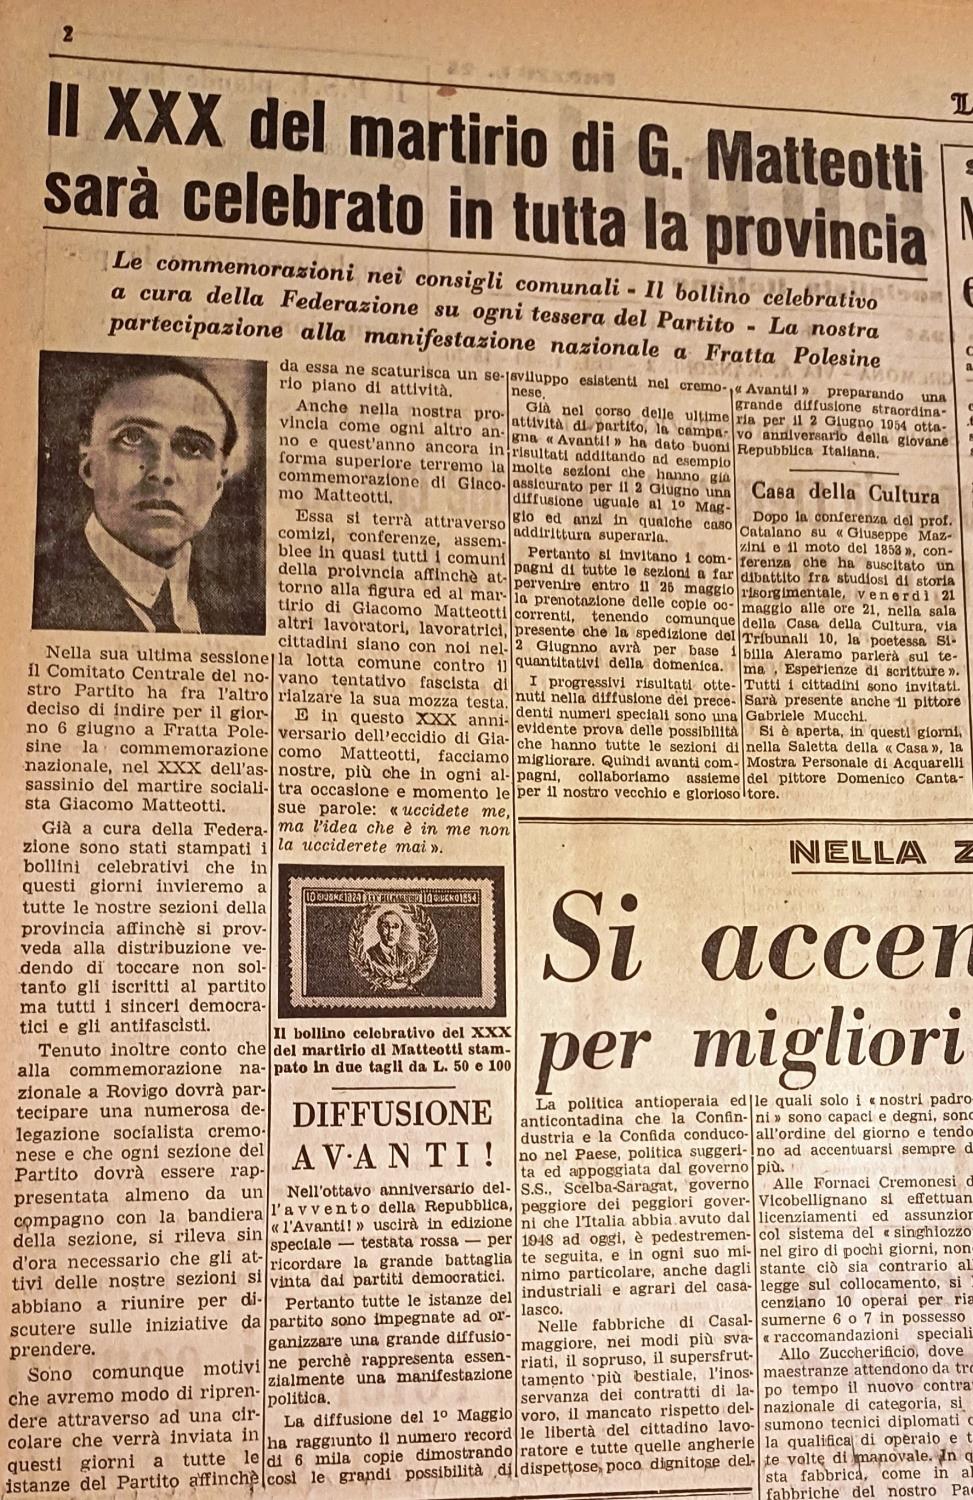 2
Il XXX del martirio di G. Matteotti
sarà celebrato in tutta la provincia
Le commemorazioni nei consigli comunali - Il bollino celebrativo
a cura della Federazione su ogni tessera del Partito - La nostra
partecipazione alla manifestazione nazionale a Fratta Polesine
Nella sua ultima sessione
il Comitato Centrale del no-
stro Partito ha fra l'altro
deciso di indire per il gior-
no 6 giugno a Fratta Pole-
sine la commemorazione
nazionale, nel XXX dell'as-
sassinio del martire sociali-
sta Giacomo Matteotti.
Già a cura della Federa-
zione sono stati stampati i
bollini celebrativi che in
questi giorni invieremo a
tutte le nostre sezioni della
provincia affinchè si prov-
veda alla distribuzione ve-
dendo di toccare non sol-
tanto gli iscritti al partito
ma tutti i sinceri democra-
tici e gli antifascisti.
Tenuto inoltre conto che
alla commemorazione na-
zionale a Rovigo dovrà par-
tecipare una numerosa de-
legazione socialista cremo-
nese e che ogni sezione del
Partito dovrà essere rap-
presentata almeno da un
compagno con la bandiera
della sezione, si rileva sin
d'ora necessario che gli at-
tivi delle nostre sezioni si
abbiano a riunire per di-
scutere sulle iniziative da
prendere.
Sono comunque motivi
che avremo modo di ripren-
dere attraverso ad una cir-
colare che verrà inviata in
questi giorni a tutte le
istanze del Partito affinchè
da essa ne scaturisca un se-
rio piano di attività.
Anche nella nostra pro-
vincia come ogni altro an-
no e quest'anno ancora in
forma superiore terremo la
commemorazione di Giaco-
mo Matteotti.
Essa si terrà attraverso
comizi, conferenze, assem-
blee in quasi tutti i comuni
della proivncia affinchè at-
torno alla figura ed al mar-
tirio di Giacomo Matteotti
altri lavoratori, lavoratrici,
cittadini siano con noi nel-
la lotta comune contro il
vano tentativo fascista di
rialzare la sua mozza testa.
E in questo XXX anni-
versario dell'eccidio di Gia-
como Matteotti, facciamo
nostre, più che in ogni al-
tra occasione e momento le
sue parole: « uccidete me,
ma l'idea che è in me non
la ucciderete mai ».
10 GIUGNO 1924 XXX DEL MARTIRIO 10 GIUGNO 1954
Il bollino celebrativo del XXX
del martirio di Matteotti stam-
pato in due tagli da L. 50 e 100
DIFFUSIONE
AV·ANTI!
Nell'ottavo anniversario del-
l'avvento della Repubblica,
« l'Avanti!» uscirà in edizione
speciale — testata rossa — per
ricordare la grande battaglia
vinta dai partiti democratici.
Pertanto tutte le istanze del
partito sono impegnate ad or-
ganizzare una grande diffusio-
ne perchè rappresenta essen-
zialmente una manifestazione
politica.
La diffusione del 1º Maggio
ha raggiunto il numero record
di 6 mila copie dimostrando
così le grandi possibilità di
sviluppo esistenti nel cremo-
nese.
Già nel corso delle ultime
attività di partito, la campa-
gna « Avanti! » ha dato buoni
risultati additando ad esempio
molte sezioni che hanno già
assicurato per il 2 Giugno una
diffusione uguale al 1º Mag-
gio ed anzi in qualche caso
addirittura superarla.
Pertanto si invitano i com-
pagni di tutte le sezioni a far
pervenire entro il 25 maggio
la prenotazione delle copie oc-
correnti, tenendo comunque
presente che la spedizione del
2 Giugnno avrà per base i
quantitativi della domenica.
I progressivi risultati otte-
nuti nella diffusione dei prece-
denti numeri speciali sono una
evidente prova delle possibilità
che hanno tutte le sezioni di
migliorare. Quindi avanti com-
pagni, collaboriamo assieme
per il nostro vecchio e glorioso
« Avanti! » preparando una
grande diffusione straordina-
ria per il 2 Giugno 1954 otta-
vo anniversario della giovane
Repubblica Italiana.
Casa della Cultura
Dopo la conferenza del prof.
Catalano su « Giuseppe Maz-
zini e il moto del 1853 », con-
ferenza che ha suscitato un
dibattito fra studiosi di storia
risorgimentale, venerdì 21
maggio alle ore 21, nella sala
della Casa della Cultura, via
Tribunali 10, la poetessa Si-
billa Aleramo parlerà sul te-
ma , Esperienze di scritture ».
Tutti i cittadini sono invitati.
Sarà presente anche il pittore
Gabriele Mucchi.
Si è aperta, in questi giorni,
nella Saletta della « Casa », la
Mostra Personale di Acquarelli
del pittore Domenico Canta-
tore.
NELLA Z
Si accen
per migliori
La politica antioperaia ed
anticontadina che la Confin-
dustria e la Confida conduco-
no nel Paese, politica suggeri-
ta ed appoggiata dal governo
S.S., Scelba-Saragat, governo
peggiore dei peggiori gover-
ni che l'Italia abbia avuto dal
1948 ad oggi, è pedestremen-
te seguita, e in ogni suo mi-
nimo particolare, anche dagli
industriali e agrari del casa-
lasco.
Nelle fabbriche di Casal-
maggiore, nei modi più sva-
riati, il sopruso, il supersfrut-
tamento più bestiale, l'inos-
servanza dei contratti di la-
voro, il mancato rispetto del-
le libertà del cittadino lavo-
ratore e tutte quelle angherie
dispettose, poco dignitose del-
le quali solo i « nostri padro-
ni » sono capaci e degni, sono
all'ordine del giorno e tendo
no ad accentuarsi sempre d
più.
Alle Fornaci Cremonesi d
Vicobellignano si effettuan
licenziamenti ed assunzion
col sistema del « singhiozzo
nel giro di pochi giorni, non
stante ciò sia contrario al
legge sul collocamento, si
cenziano 10 operai per ria
sumerne 6 o 7 in possesso
« raccomandazioni speciali
Allo Zuccherificio, dove
maestranze attendono da tro
po tempo il nuovo contra
nazionale di categoria, si
sumono tecnici diplomati c
la qualifica di operaio e t
te volte di manovale. In q
sta fabbrica, come in al
fabbriche del nostro Pa